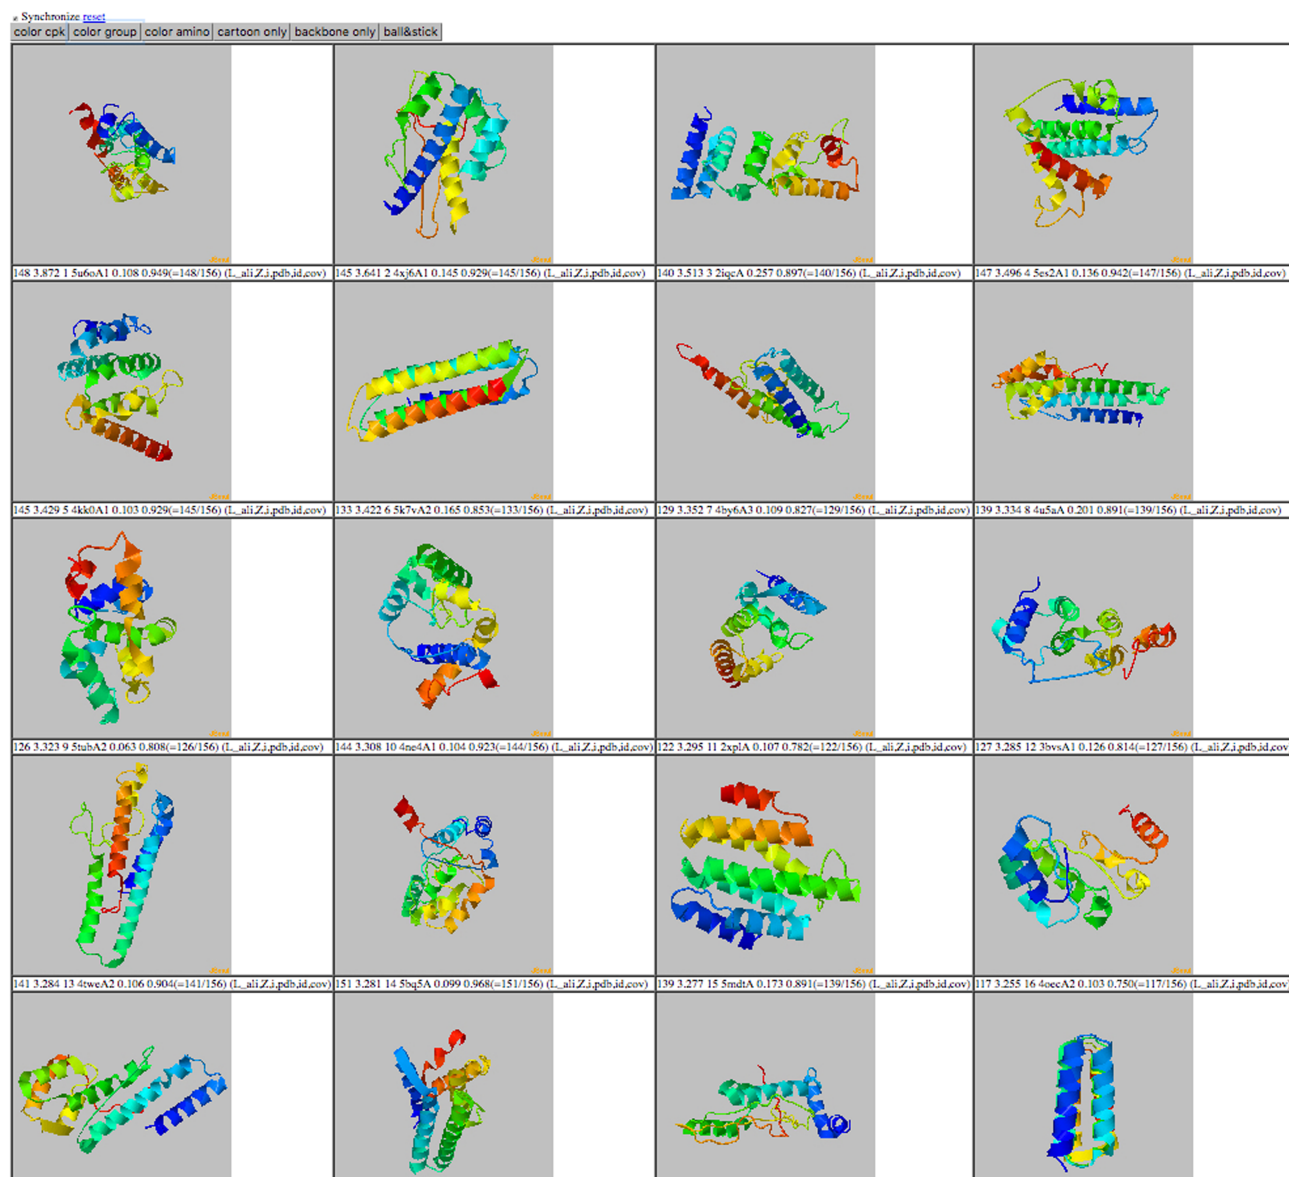 Synchronize reset
color cpk color group color amino cartoon only backbone only ball&stick
148 3.872 1 5u6oA1 0.108 0.949(=148/156) (L_ali,Z,i,pdb,id,cov)
145 3.641 2 4xj6A1 0.145 0.929(=145/156) (L_ali,Z,i,pdb,id,cov)
140 3.513 3 2iqcA 0.257 0.897(=140/156) (L_ali,Z,i,pdb,id,cov)
147 3.496 4 5es2A1 0.136 0.942(=147/156) (L_ali,Z,i,pdb,id,cov)
145 3.429 5 4kk0A1 0.103 0.929(=145/156) (L_ali,Z,i,pdb,id,cov)
133 3.422 6 5k7vA2 0.165 0.853(=133/156) (L_ali,Z,i,pdb,id,cov)
129 3.352 7 4by6A3 0.109 0.827(=129/156) (L_ali,Z,i,pdb,id,cov)
139 3.334 8 4u5aA 0.201 0.891(=139/156) (L_ali,Z,i,pdb,id,cov)
126 3.323 9 5tubA2 0.063 0.808(=126/156) (L_ali,Z,i,pdb,id,cov)
144 3.308 10 4ne4A1 0.104 0.923(=144/156) (L_ali,Z,i,pdb,id,cov)
122 3.295 11 2xplA 0.107 0.782(=122/156) (L_ali,Z,i,pdb,id,cov)
127 3.285 12 3bvsA1 0.126 0.814(=127/156) (L_ali,Z,i,pdb,id,cov
141 3.284 13 4tweA2 0.106 0.904(=141/156) (L_ali,Z,i,pdb,id,cov)
151 3.281 14 5bq5A 0.099 0.968(=151/156) (L_ali,Z,i,pdb,id,cov)
139 3.277 15 5mdtA 0.173 0.891(=139/156) (L_ali,Z,i,pdb,id,cov)
117 3.255 16 4oecA2 0.103 0.750(=117/156) (L_ali,Z,i,pdb,id,cov